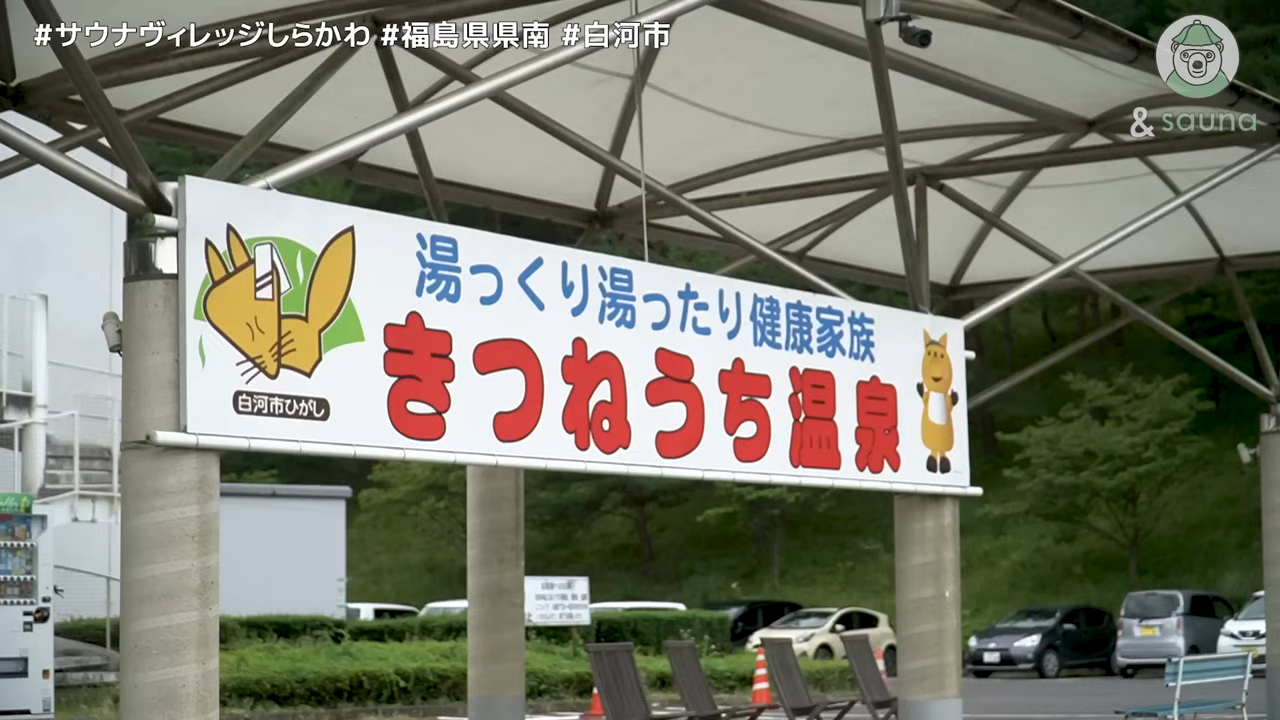 #サウナヴィレッジしらかわ #福島県県南 #白河市
& sauna
湯っくり湯ったり健康家族
きつねうち温泉
白河市ひがし